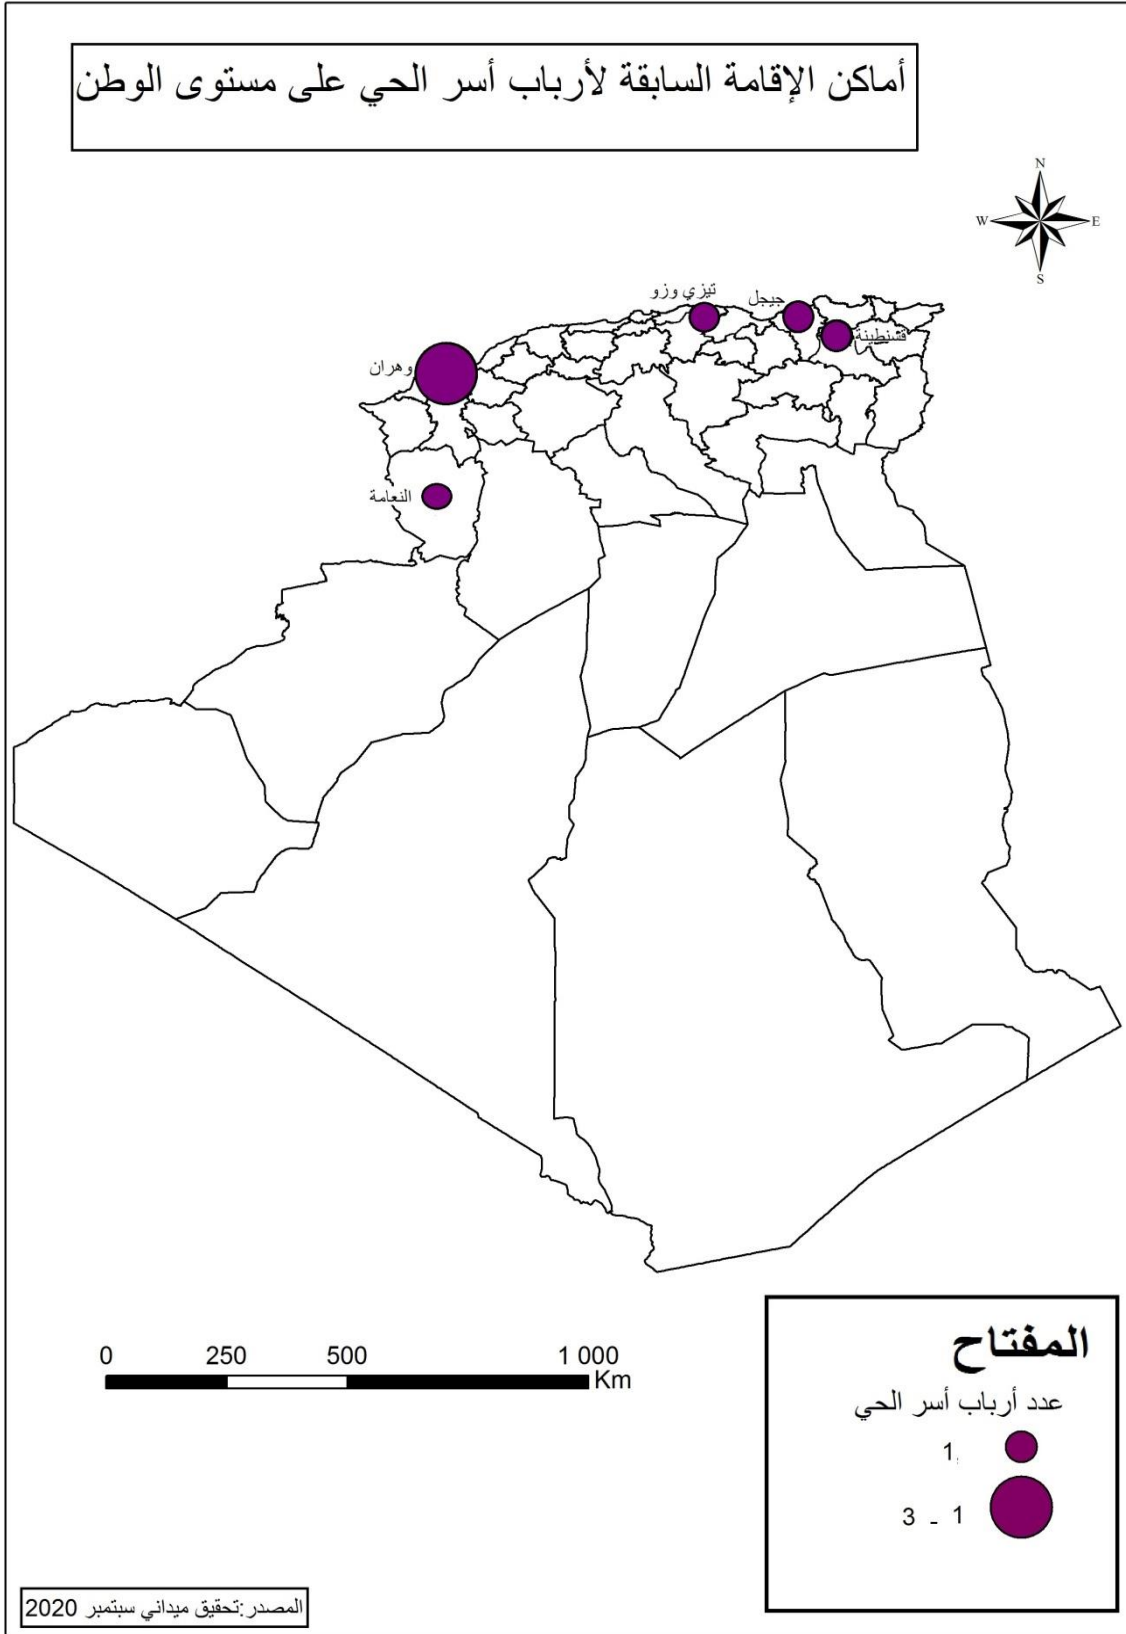 أماكن الإقامة السابقة لأرباب أسر الحي على مستوى الوطن
N
W E
S
تيزي وزو
جيجل
قسنطينة
وهران
النعامة
0 250 500 1 000
Km
المفتاح
عدد أرباب أسر الحي
1,
1 - 3
المصدر:تحقيق ميداني سبتمبر 2020